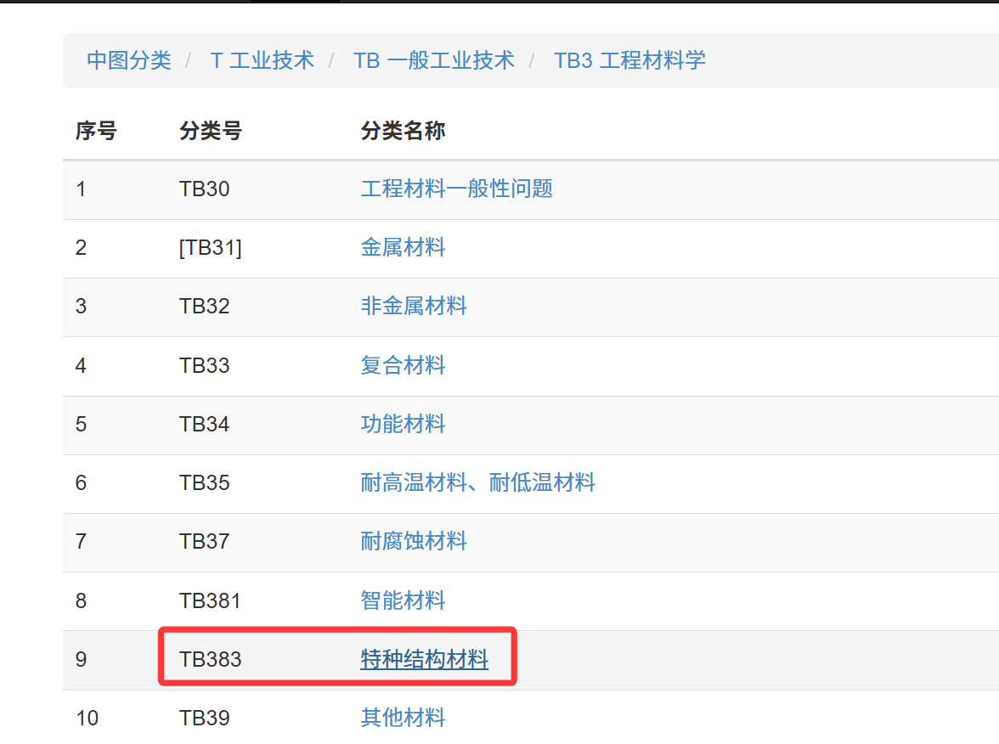 中图分类 / T 工业技术 / TB 一般工业技术 / TB3 工程材料学
序号 分类号 分类名称
1 TB30 工程材料一般性问题
2 [TB31] 金属材料
3 TB32 非金属材料
4 TB33 复合材料
5 TB34 功能材料
6 TB35 耐高温材料、耐低温材料
7 TB37 耐腐蚀材料
8 TB381 智能材料
9 TB383 特种结构材料
10 TB39 其他材料